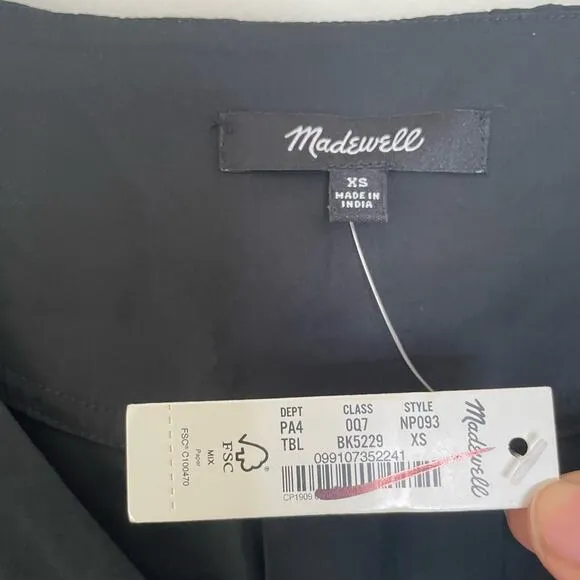 Madewell
XS
MADE IN
INDIA
DEPT CLASS STYLE
PA4 0Q7 NP093
TBL BK5229 XS
099107352241
CP1909
Madewell
FSC
MIX
Paper
FSC® C100470